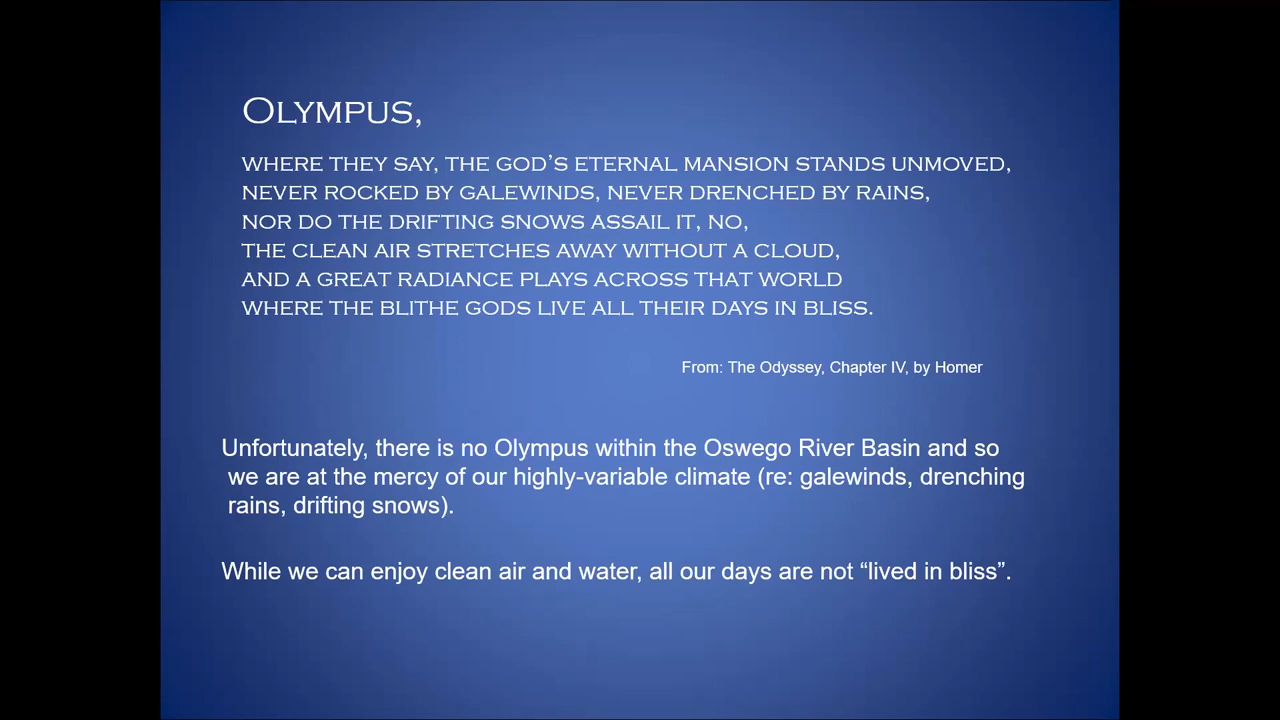 OLYMPUS,
WHERE THEY SAY, THE GOD’S ETERNAL MANSION STANDS UNMOVED,
NEVER ROCKED BY GALEWINDS, NEVER DRENCHED BY RAINS,
NOR DO THE DRIFTING SNOWS ASSAIL IT, NO,
THE CLEAN AIR STRETCHES AWAY WITHOUT A CLOUD,
AND A GREAT RADIANCE PLAYS ACROSS THAT WORLD
WHERE THE BLITHE GODS LIVE ALL THEIR DAYS IN BLISS.
From: The Odyssey, Chapter IV, by Homer
Unfortunately, there is no Olympus within the Oswego River Basin and so
we are at the mercy of our highly-variable climate (re: galewinds, drenching
rains, drifting snows).
While we can enjoy clean air and water, all our days are not “lived in bliss”.